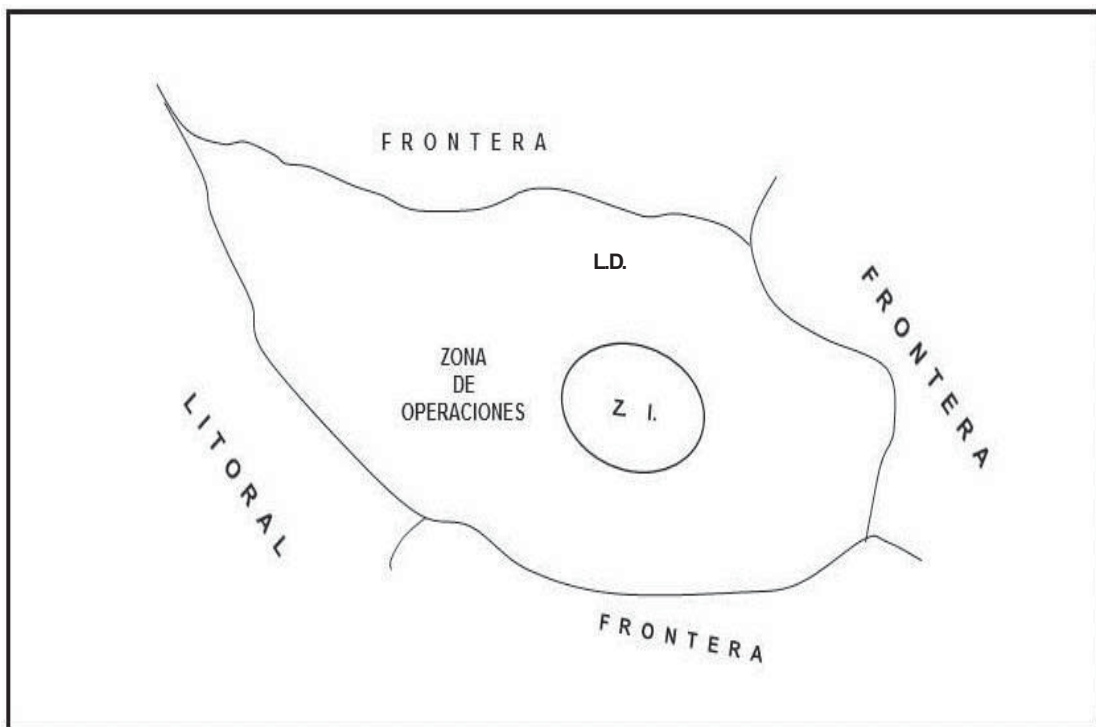 FRONTERA
L.D.
FRONTERA
ZONA
DE
OPERACIONES
Z. I.
LITORAL
FRONTERA